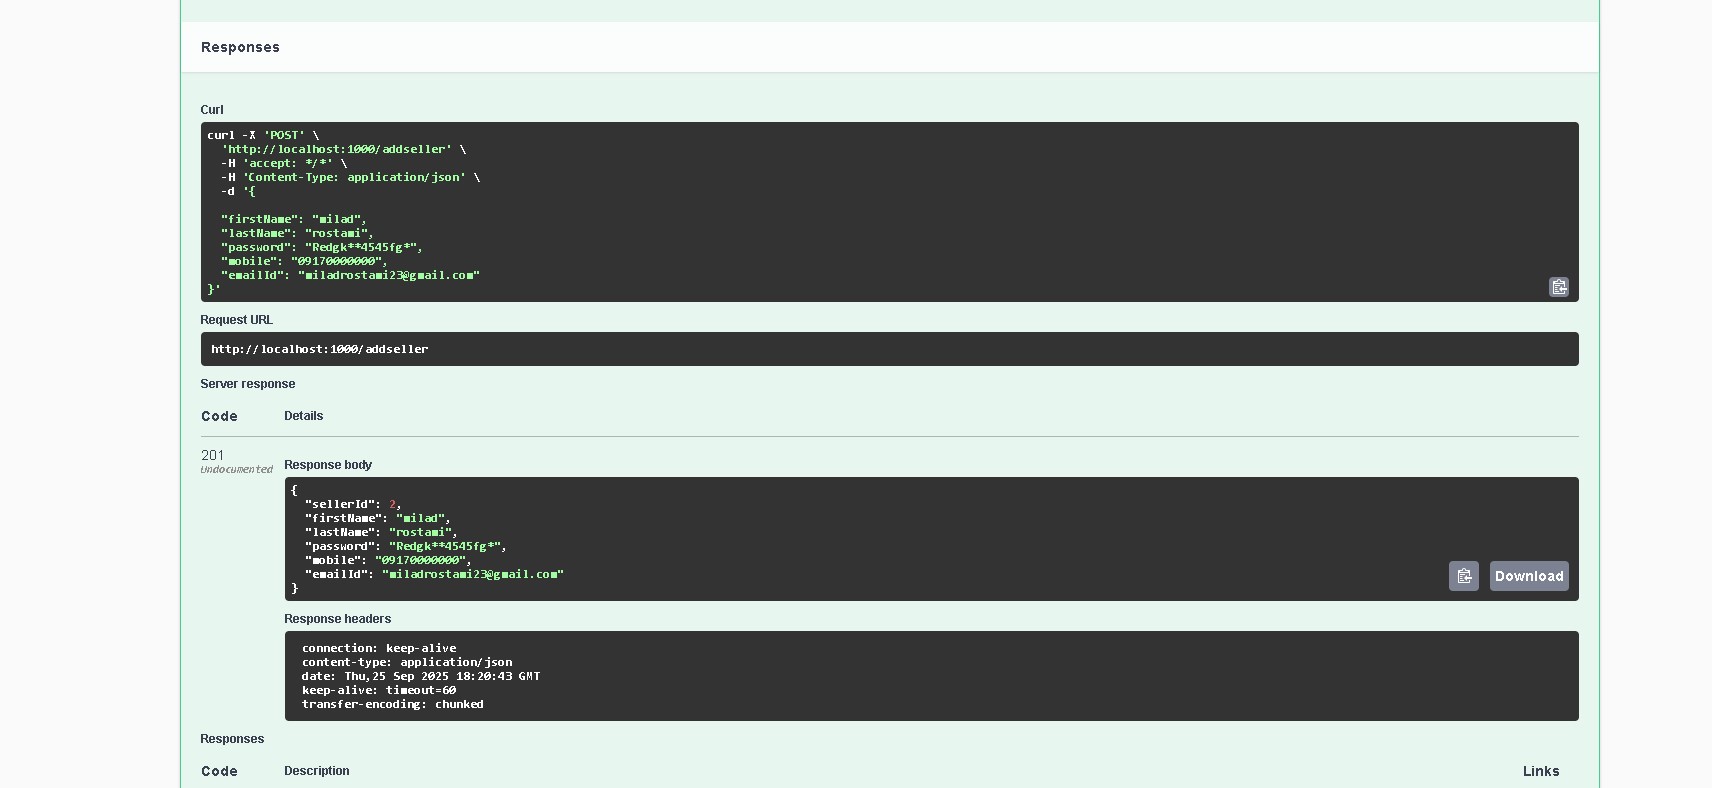 Responses
Curl
curl -X 'POST' \
  'http://localhost:1000/addseller' \
  -H 'accept: */*' \
  -H 'Content-Type: application/json' \
  -d '{
  "firstName": "milad",
  "lastName": "rostami",
  "password": "Redgk**4545fg*",
  "mobile": "09170000000",
  "emailId": "miladrostami23@gmail.com"
}'
Request URL
http://localhost:1000/addseller
Server response
Code Details
201
Undocumented
Response body
{
  "sellerId": 2,
  "firstName": "milad",
  "lastName": "rostami",
  "password": "Redgk**4545fg*",
  "mobile": "09170000000",
  "emailId": "miladrostami23@gmail.com"
}
Download
Response headers
connection: keep-alive
content-type: application/json
date: Thu,25 Sep 2025 18:20:43 GMT
keep-alive: timeout=60
transfer-encoding: chunked
Responses
Code Description Links